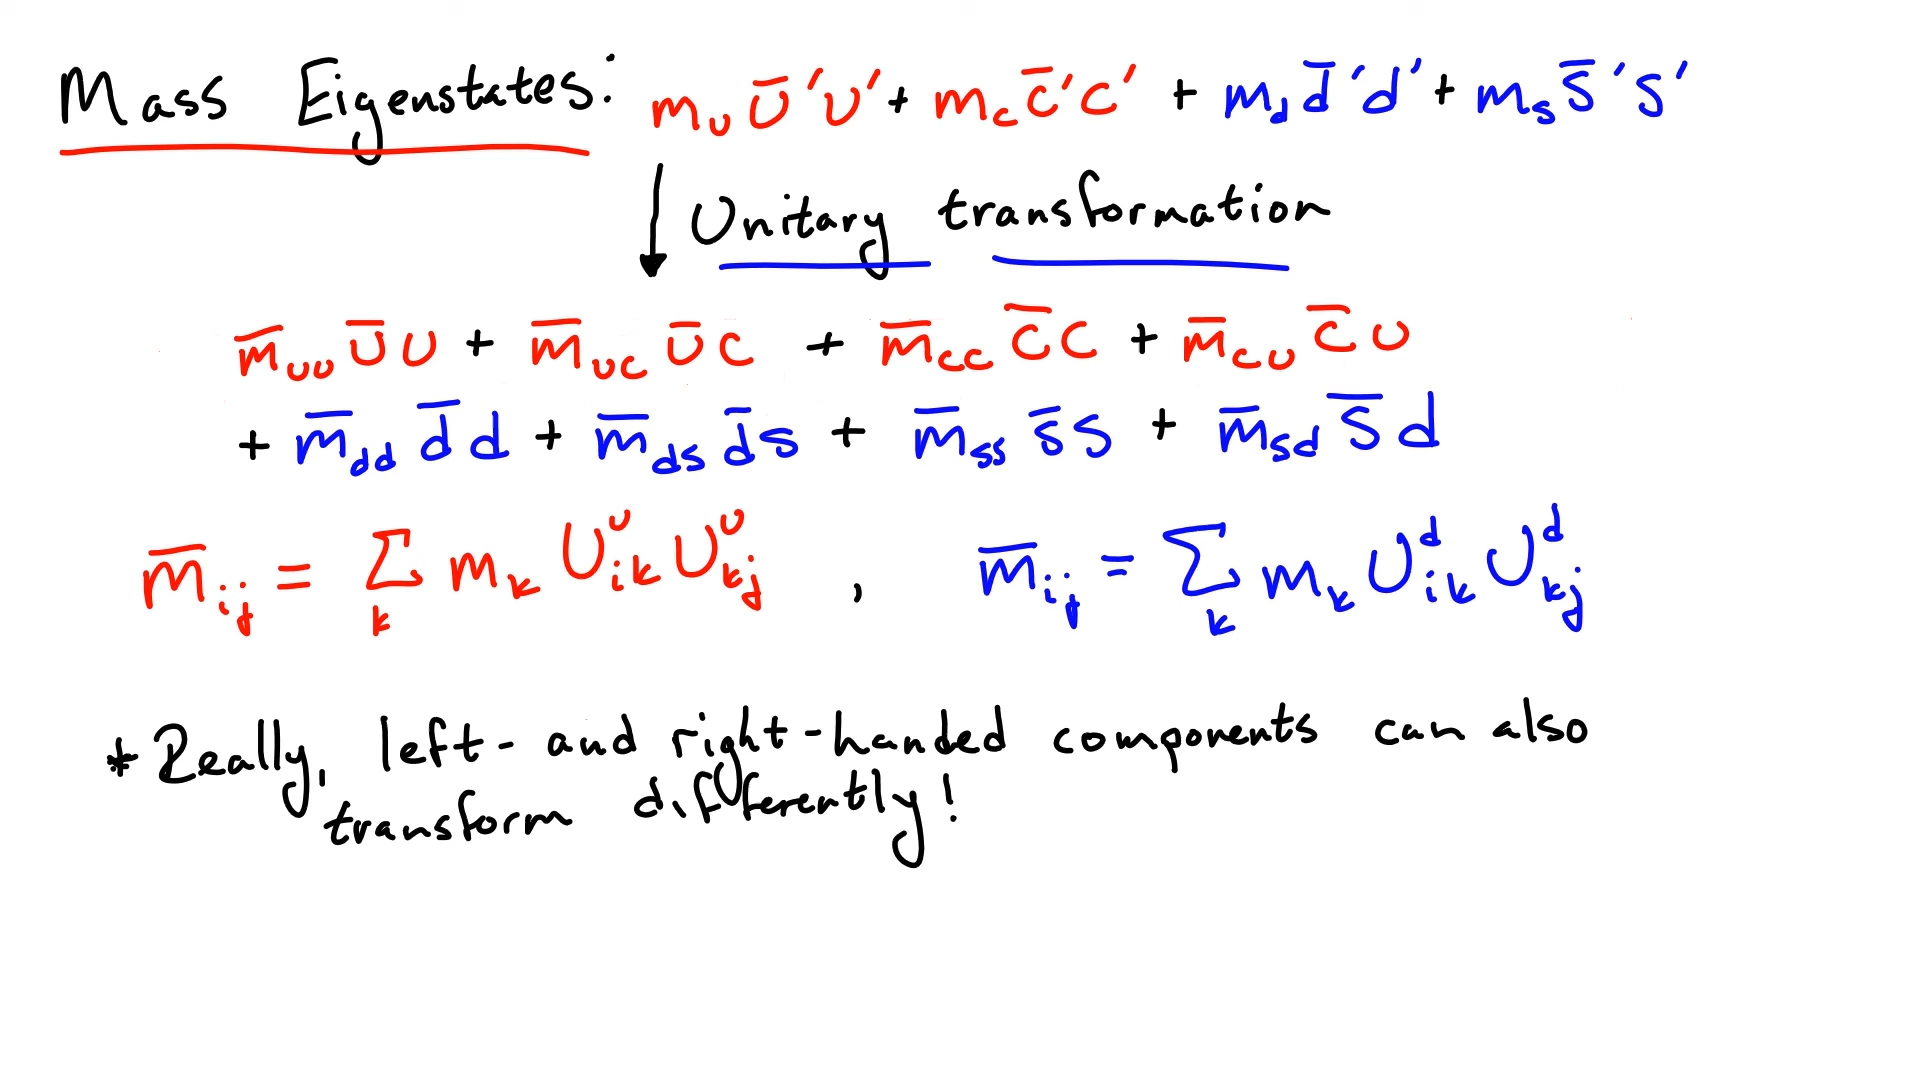 Mass Eigenstates: m_u ū'u' + m_c c̄'c' + m_d d̄'d' + m_s s̄'s'
↓ Unitary transformation
m̄_uu ūu + m̄_uc ūc + m̄_cc c̄c + m̄_cu c̄u
+ m̄_dd d̄d + m̄_ds d̄s + m̄_ss s̄s + m̄_sd s̄d
m̄_ij = Σ_k m_k U^u_ik U^u_kj , m̄_ij = Σ_k m_k U^d_ik U^d_kj
* Really, left- and right-handed components can also
transform differently!